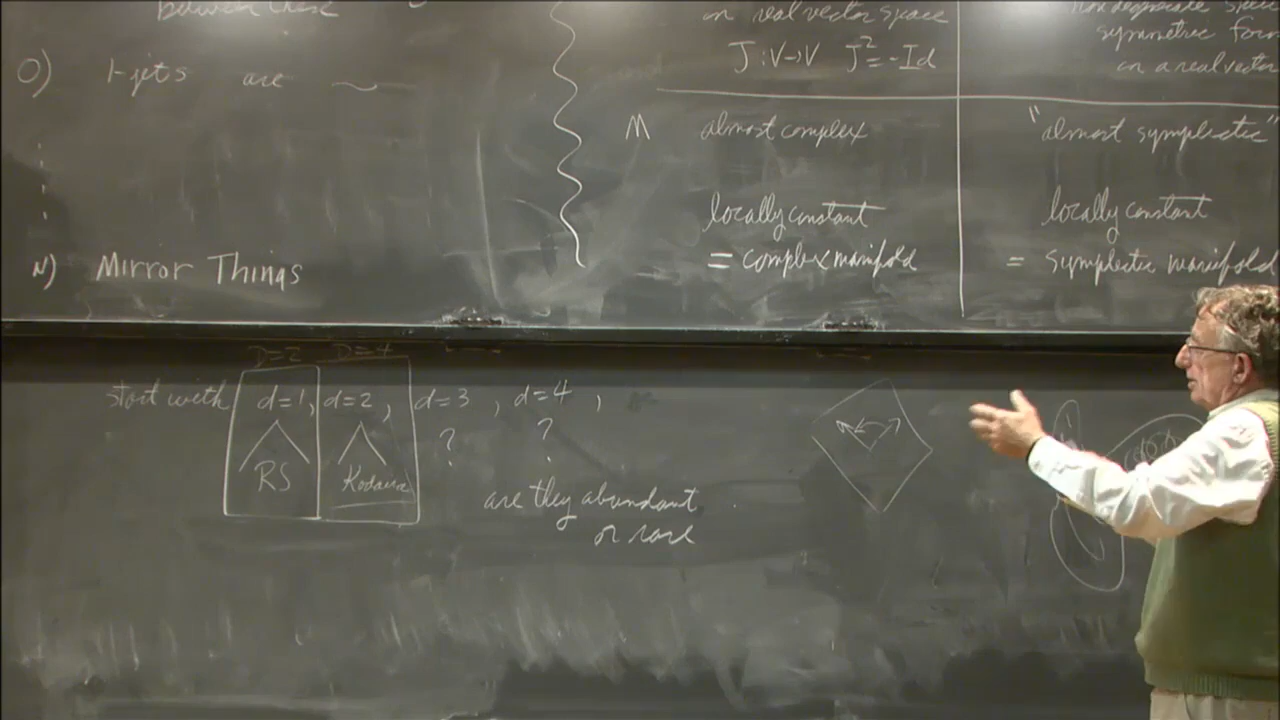 between these
0) 1-jets are ~
N) Mirror Things
on real vector space
J: V→V J²=-Id
symmetric form
on a real vector
M almost complex
"almost symplectic"
locally constant
= complex manifold
locally constant
= symplectic manifold
D=2 D=4
start with d=1, d=2, d=3, d=4,
? ?
RS Kodaira
are they abundant
or rare